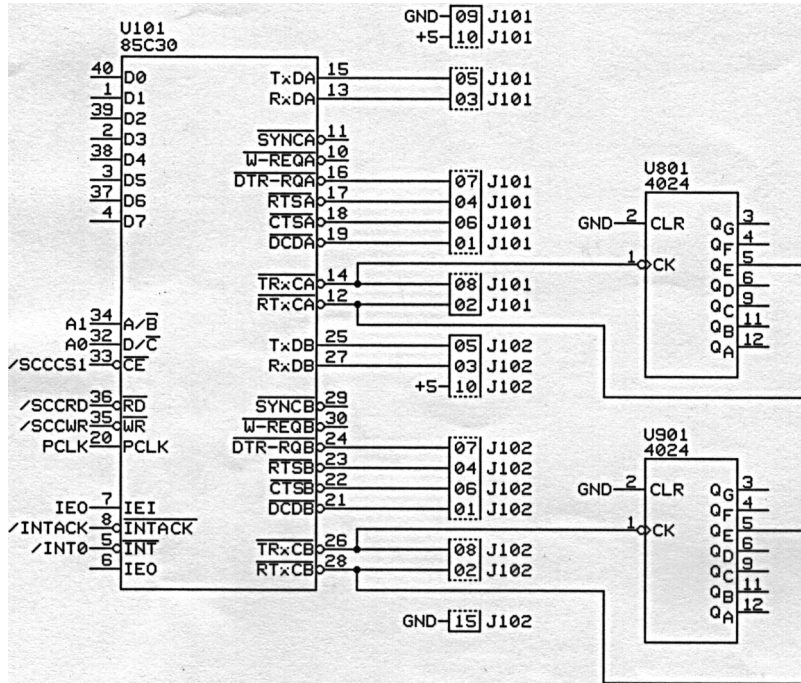 GND 09 J101
+5 10 J101
U101
85C30
40 D0 TxDA 15 05 J101
1 D1 RxDA 13 03 J101
39 D2
2 D3 SYNCA 11
38 D4 W-REQA 10
3 D5 DTR-RQA 16 07 J101
37 D6 RTSA 17 04 J101
4 D7 CTSA 18 06 J101
DCDA 19 01 J101
TRxCA 14 08 J101
RTxCA 12 02 J101
A1 34 A/B
A0 32 D/C TxDB 25 05 J102
/SCCCS1 33 CE RxDB 27 03 J102
+5 10 J102
/SCCRD 36 RD SYNCB 29
/SCCWR 35 WR W-REQB 30
PCLK 20 PCLK DTR-RQB 24 07 J102
RTSB 23 04 J102
CTSB 22 06 J102
IEO 7 IEI DCDB 21 01 J102
/INTACK 8 INTACK
/INT0 5 INT TRxCB 26 08 J102
6 IEO RTxCB 28 02 J102
GND 15 J102
U801
4024
GND 2 CLR QG 3
QF 4
1 CK QE 5
QD 6
QC 9
QB 11
QA 12
U901
4024
GND 2 CLR QG 3
QF 4
1 CK QE 5
QD 6
QC 9
QB 11
QA 12